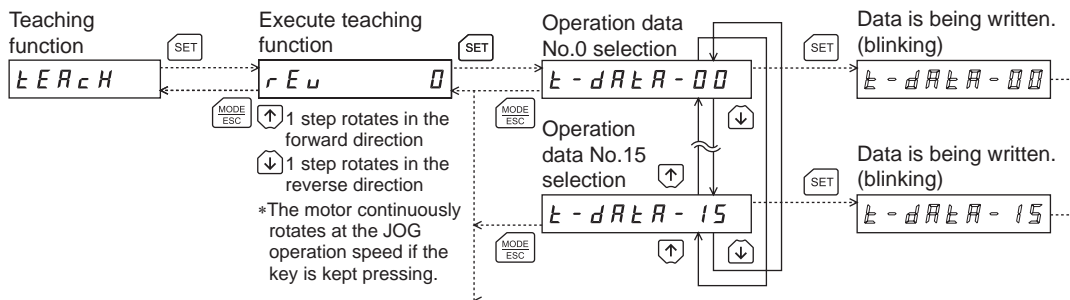 Teaching
function
SET
tEAcH
Execute teaching
function
SET
rEv 0
MODE
ESC
↑ 1 step rotates in the
forward direction
↓ 1 step rotates in the
reverse direction
*The motor continuously
rotates at the JOG
operation speed if the
key is kept pressing.
Operation data
No.0 selection
t-dAtA-00
MODE
ESC
↓
Operation
data No.15
selection
↑
t-dAtA-15
MODE
ESC
↑
↓
SET
Data is being written.
(blinking)
t-dAtA-00
SET
Data is being written.
(blinking)
t-dAtA-15